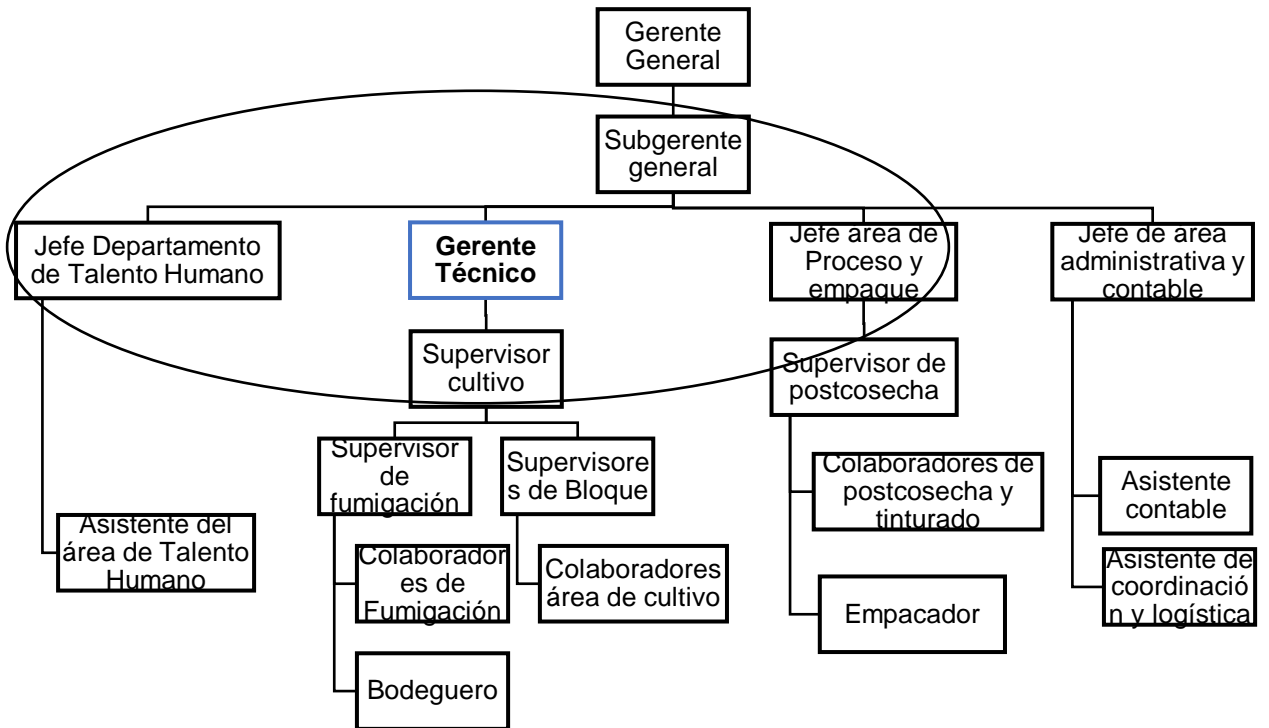 Gerente
General
Subgerente
general
Jefe Departamento
de Talento Humano
Gerente
Técnico
Jefe área de
Proceso y
empaque
Jefe de área
administrativa y
contable
Supervisor
cultivo
Supervisor de
postcosecha
Supervisor
de
fumigación
Supervisore
s de Bloque
Colaboradores de
postcosecha y
tinturado
Asistente
contable
Asistente del
área de Talento
Humano
Colaborador
es de
Fumigación
Colaboradores
área de cultivo
Empacador
Asistente de
coordinació
n y logística
Bodeguero